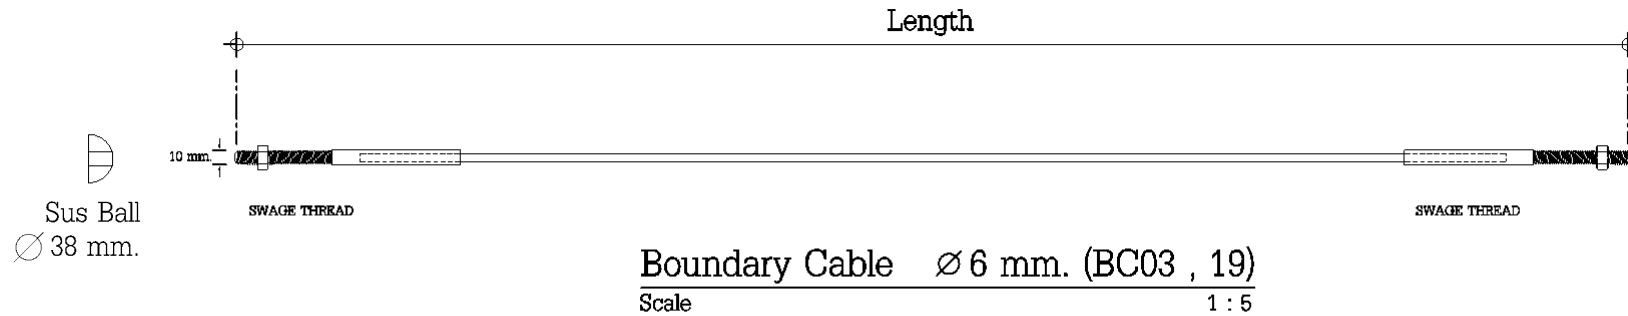 Length
10 mm.
Sus Ball
Ø 38 mm.
SWAGE THREAD
SWAGE THREAD
Boundary Cable Ø 6 mm. (BC03 , 19)
Scale 1 : 5